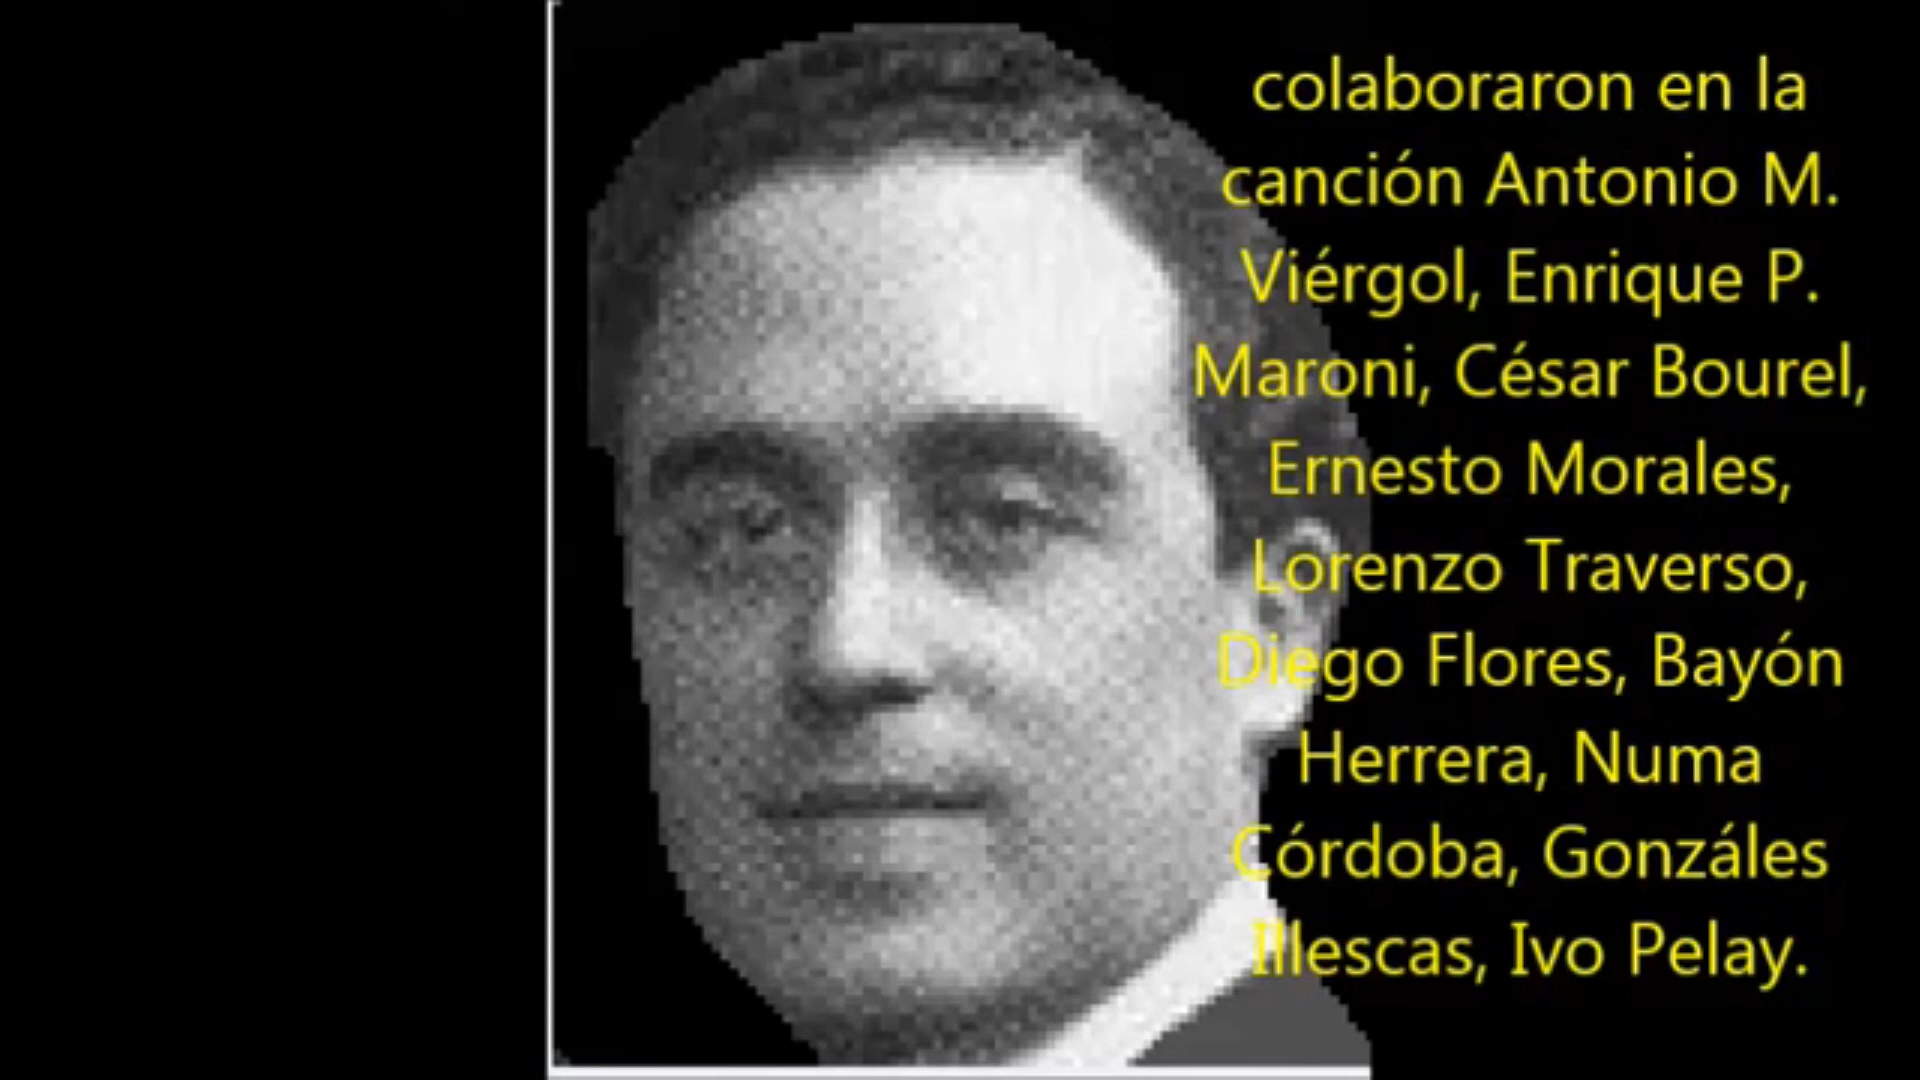 colaboraron en la
canción Antonio M.
Viérgol, Enrique P.
Maroni, César Bourel,
Ernesto Morales,
Lorenzo Traverso,
Diego Flores, Bayón
Herrera, Numa
Córdoba, Gonzáles
Illescas, Ivo Pelay.